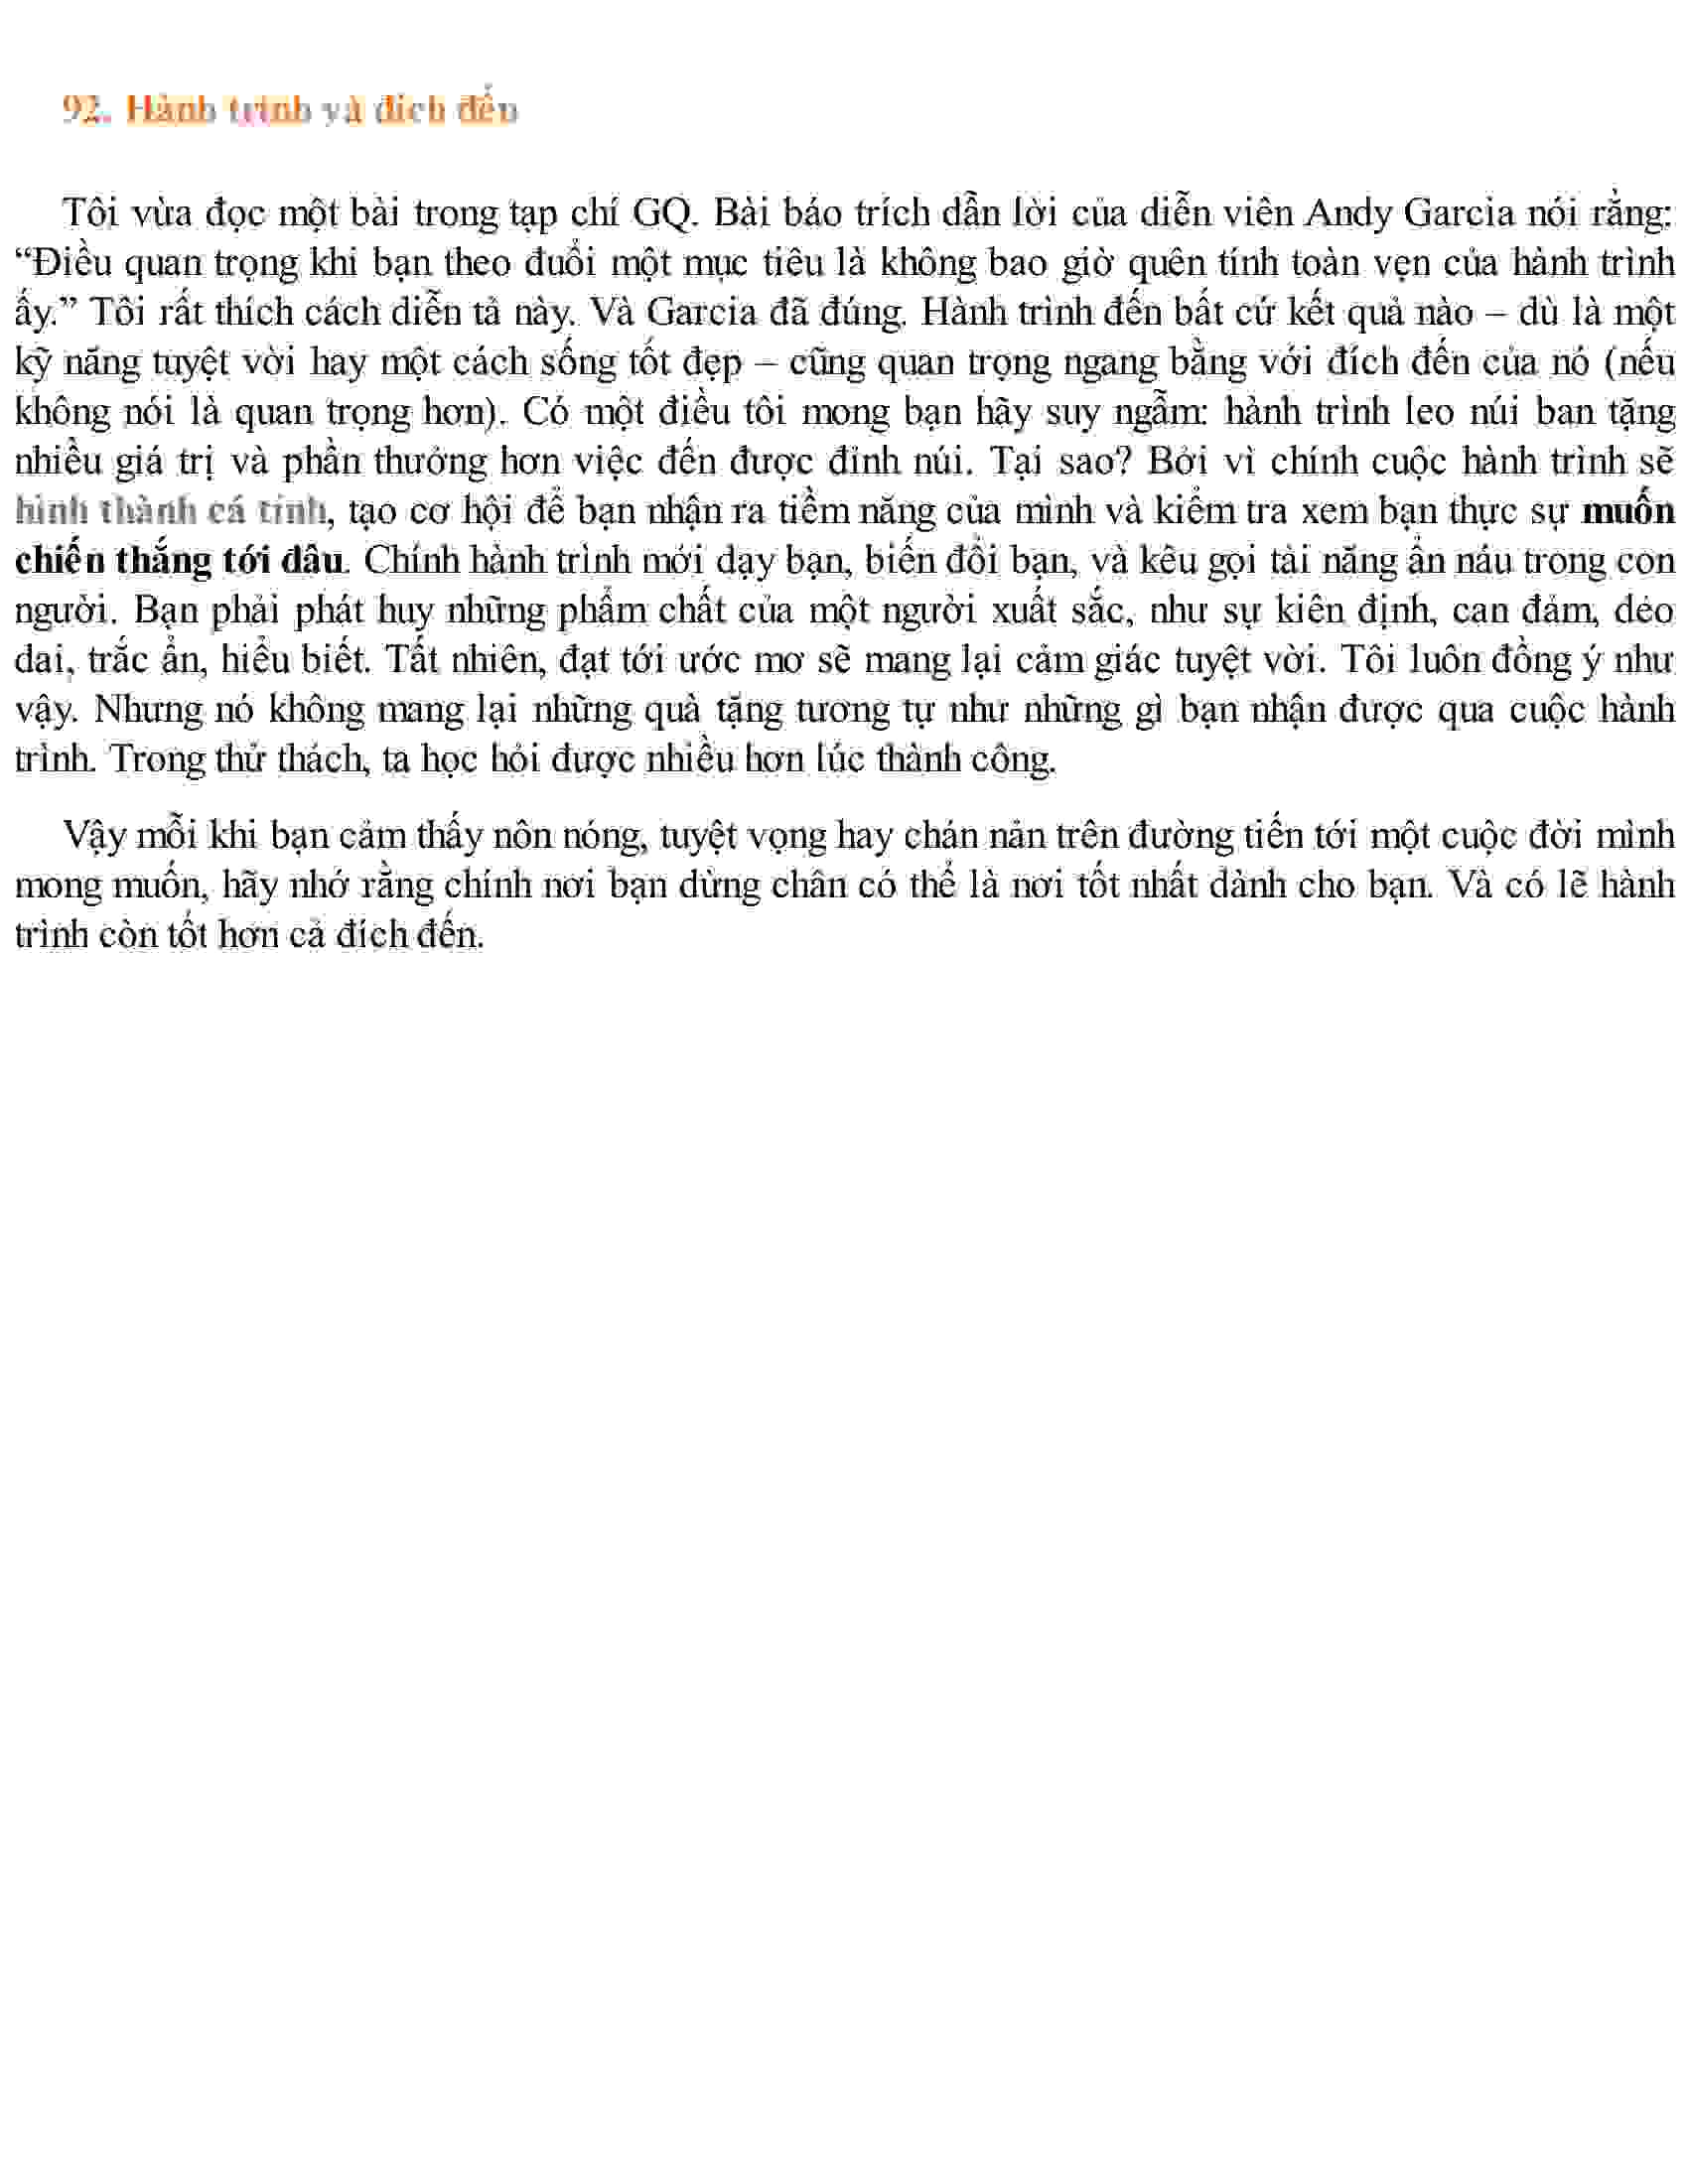 92. Hành trình và đích đến
Tôi vừa đọc một bài trong tạp chí GQ. Bài báo trích dẫn lời của diễn viên Andy Garcia nói rằng:
“Điều quan trọng khi bạn theo đuổi một mục tiêu là không bao giờ quên tính toàn vẹn của hành trình
ấy.” Tôi rất thích cách diễn tả này. Và Garcia đã đúng. Hành trình đến bất cứ kết quả nào – dù là một
kỹ năng tuyệt vời hay một cách sống tốt đẹp – cũng quan trọng ngang bằng với đích đến của nó (nếu
không nói là quan trọng hơn). Có một điều tôi mong bạn hãy suy ngẫm: hành trình leo núi ban tặng
nhiều giá trị và phần thưởng hơn việc đến được đỉnh núi. Tại sao? Bởi vì chính cuộc hành trình sẽ
hình thành cá tính, tạo cơ hội để bạn nhận ra tiềm năng của mình và kiểm tra xem bạn thực sự muốn
chiến thắng tới đâu. Chính hành trình mới dạy bạn, biến đổi bạn, và kêu gọi tài năng ẩn náu trong con
người. Bạn phải phát huy những phẩm chất của một người xuất sắc, như sự kiên định, can đảm, dẻo
dai, trắc ẩn, hiểu biết. Tất nhiên, đạt tới ước mơ sẽ mang lại cảm giác tuyệt vời. Tôi luôn đồng ý như
vậy. Nhưng nó không mang lại những quà tặng tương tự như những gì bạn nhận được qua cuộc hành
trình. Trong thử thách, ta học hỏi được nhiều hơn lúc thành công.
Vậy mỗi khi bạn cảm thấy nôn nóng, tuyệt vọng hay chán nản trên đường tiến tới một cuộc đời mình
mong muốn, hãy nhớ rằng chính nơi bạn dừng chân có thể là nơi tốt nhất dành cho bạn. Và có lẽ hành
trình còn tốt hơn cả đích đến.